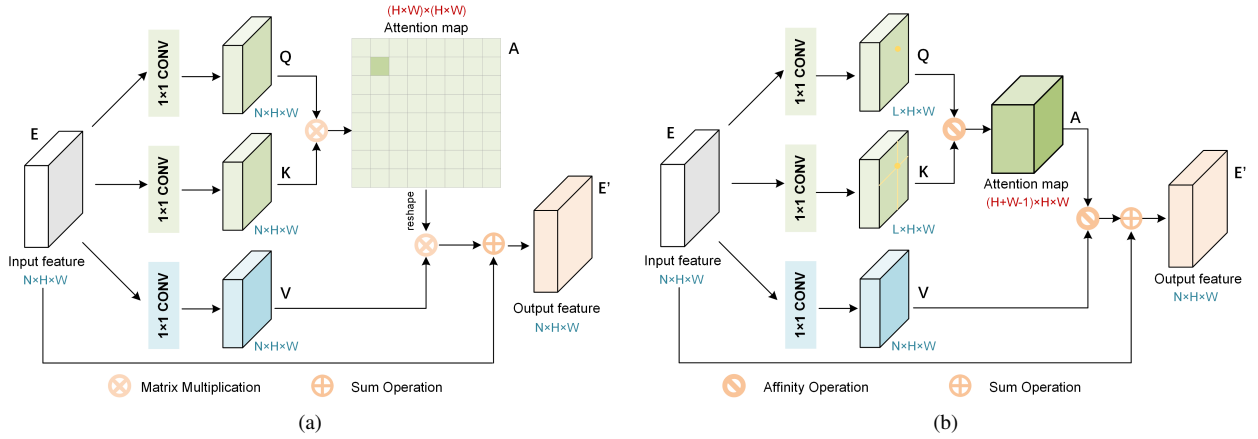 (H×W)×(H×W)
Attention map
A
1×1 CONV
Q
N×H×W
E
1×1 CONV
K
N×H×W
reshape
E'
Input feature
N×H×W
1×1 CONV
V
N×H×W
Output feature
N×H×W
Matrix Multiplication
Sum Operation
(a)
1×1 CONV
Q
L×H×W
E
1×1 CONV
K
L×H×W
A
Attention map
(H+W-1)×H×W
E'
Input feature
N×H×W
1×1 CONV
V
N×H×W
Output feature
N×H×W
Affinity Operation
Sum Operation
(b)